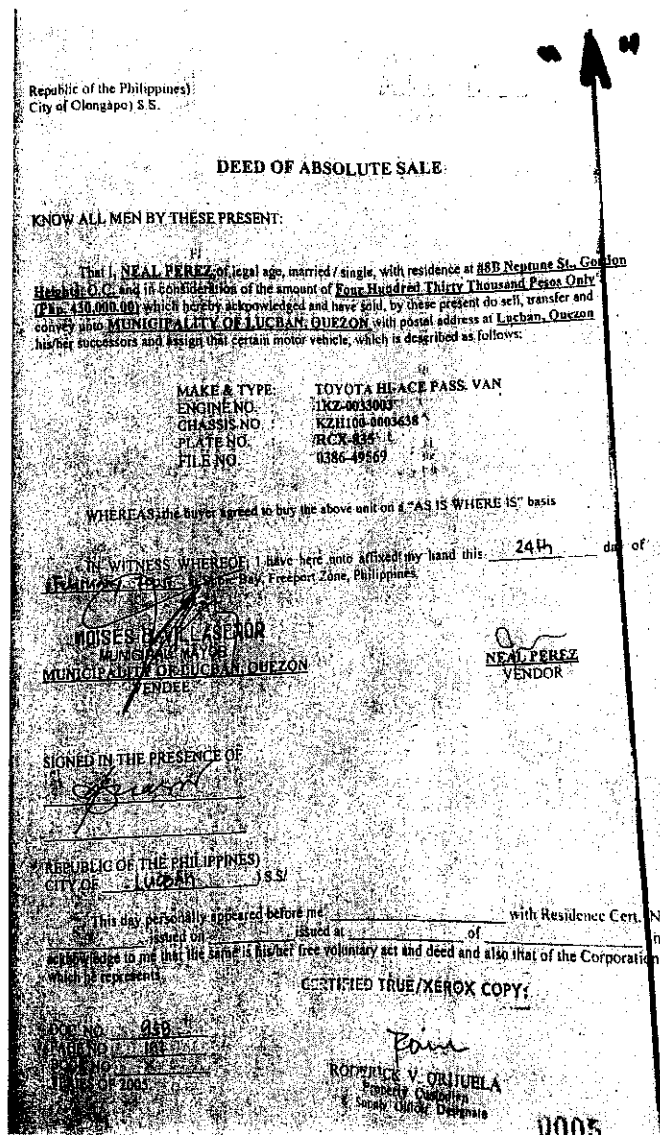 " A "
Republic of the Philippines)
City of Olongapo) S.S.
DEED OF ABSOLUTE SALE
KNOW ALL MEN BY THESE PRESENT:
That I, NEAL PEREZ, of legal age, married / single, with residence at #8B Neptune St., Gordon
Heights, O.C. and in consideration of the amount of Four Hundred Thirty Thousand Pesos Only
(Php. 430,000.00) which hereby acknowledged and have sold, by these present do sell, transfer and
convey unto MUNICIPALITY OF LUCBAN, QUEZON with postal address at Lucban, Quezon
his/her successors and assign that certain motor vehicle, which is described as follows:
MAKE & TYPE: TOYOTA HI-ACE PASS. VAN
ENGINE NO. : 1KZ-0033003
CHASSIS NO : KZH100-0003638
PLATE NO. : RCX-835
FILE NO. : 0386-49569
WHEREAS, the buyer agreed to buy the above unit on a "AS IS WHERE IS" basis
IN WITNESS WHEREOF, I have here unto affixed my hand this 24th day of
Bay, Freeport Zone, Philippines.
MOISES B. VILLASEÑOR
MUNICIPAL MAYOR
MUNICIPALITY OF LUCBAN, QUEZON
VENDEE
NEAL PEREZ
VENDOR
SIGNED IN THE PRESENCE OF
REPUBLIC OF THE PHILIPPINES)
CITY OF LUCBAN ) S.S/
This day personally appeared before me with Residence Cert. N
issued on issued at of
acknowledge to me that the same is his/her free voluntary act and deed and also that of the Corporation
which he represents.
CERTIFIED TRUE/XEROX COPY:
DOC NO.
PAGE NO.
SERIES OF 2005
RODERICK V. ORIJUELA
Property Custodian
Supply Officer Designate
0005